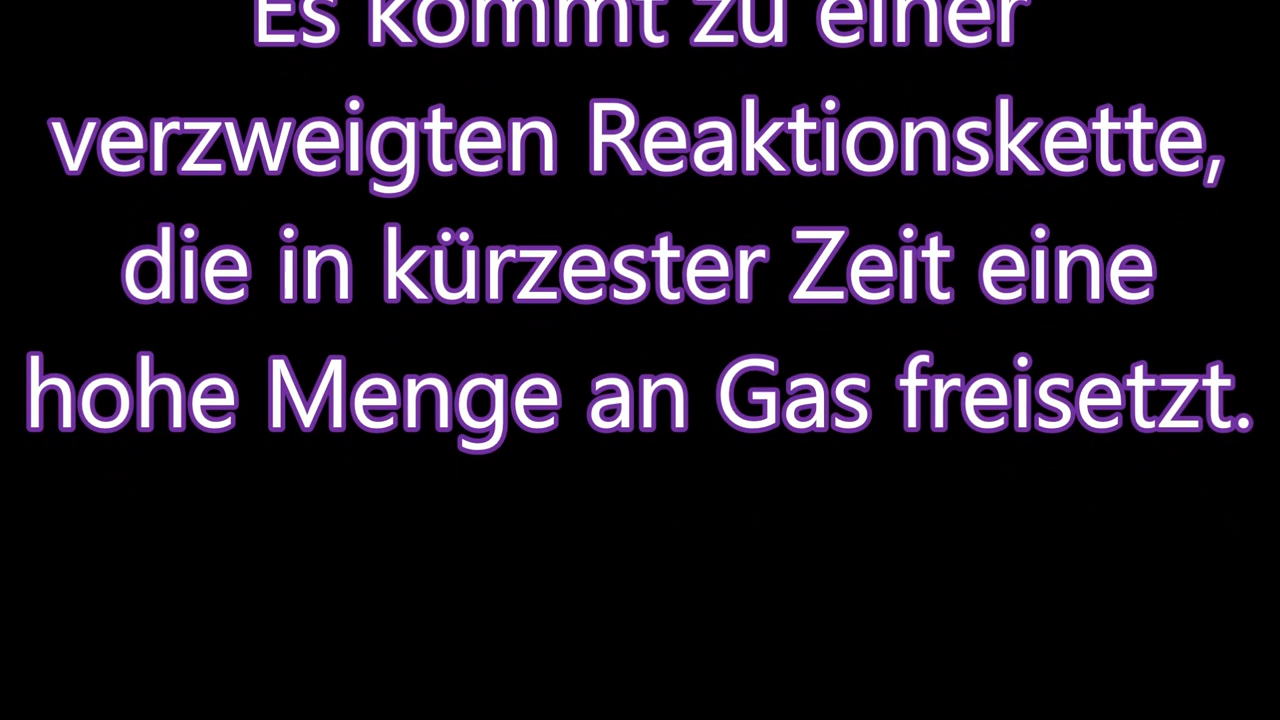 Es kommt zu einer
verzweigten Reaktionskette,
die in kürzester Zeit eine
hohe Menge an Gas freisetzt.